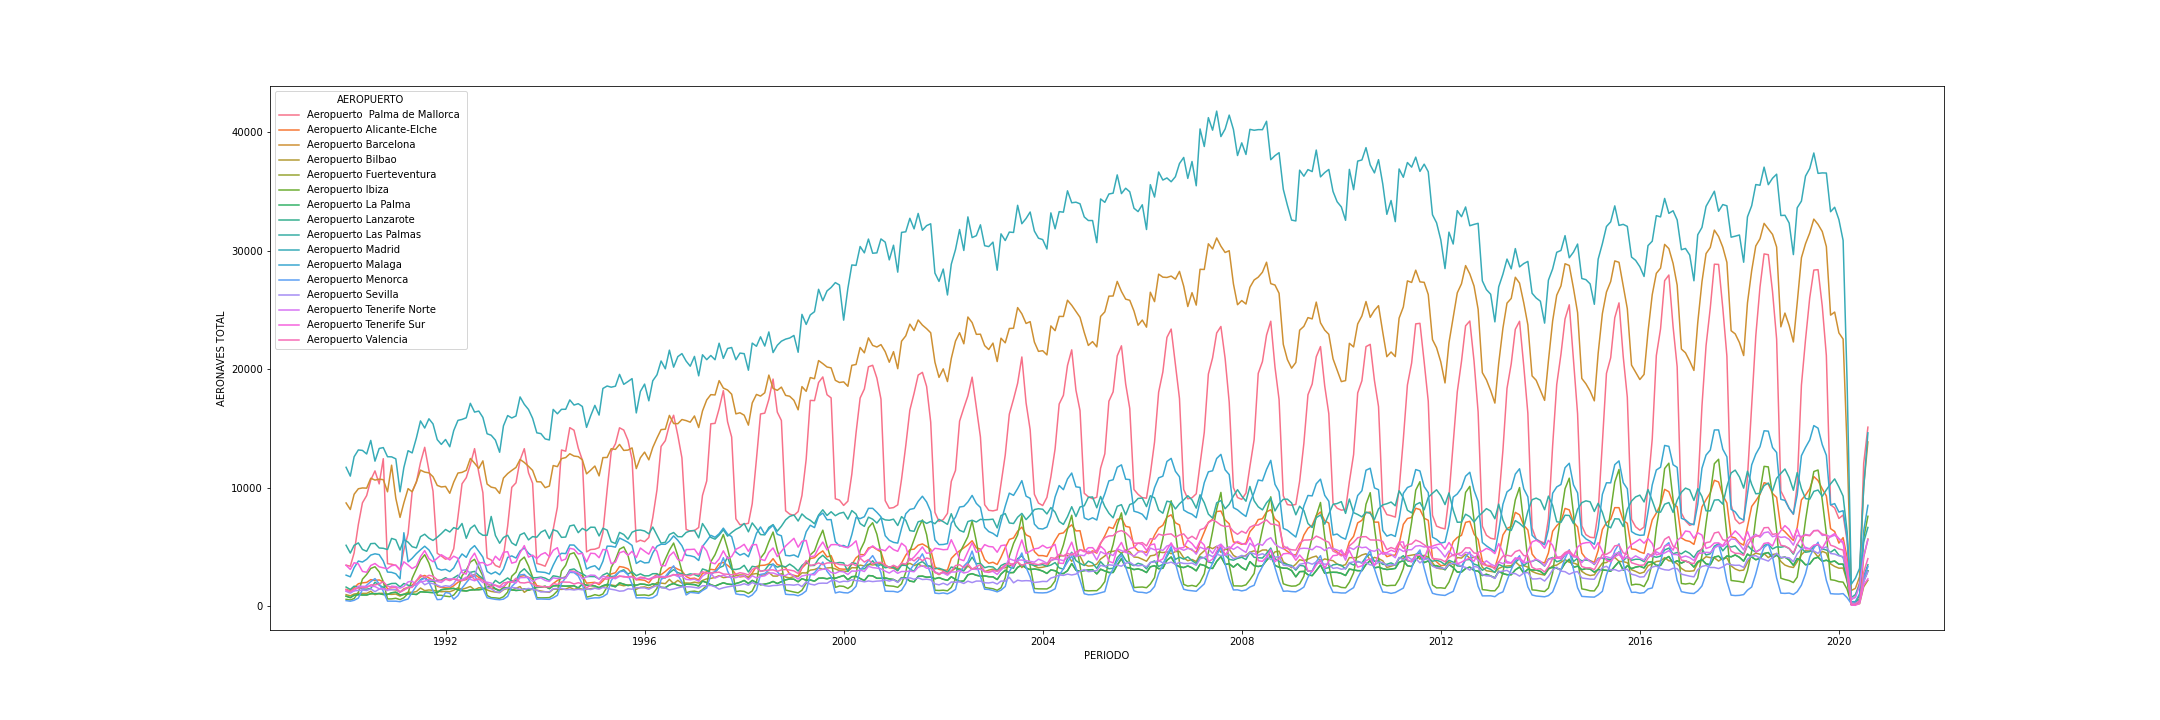 AEROPUERTO
Aeropuerto  Palma de Mallorca
Aeropuerto Alicante-Elche
Aeropuerto Barcelona
Aeropuerto Bilbao
Aeropuerto Fuerteventura
Aeropuerto Ibiza
Aeropuerto La Palma
Aeropuerto Lanzarote
Aeropuerto Las Palmas
Aeropuerto Madrid
Aeropuerto Malaga
Aeropuerto Menorca
Aeropuerto Sevilla
Aeropuerto Tenerife Norte
Aeropuerto Tenerife Sur
Aeropuerto Valencia
AERONAVES TOTAL
40000
30000
20000
10000
0
1992 1996 2000 2004 2008 2012 2016 2020
PERIODO